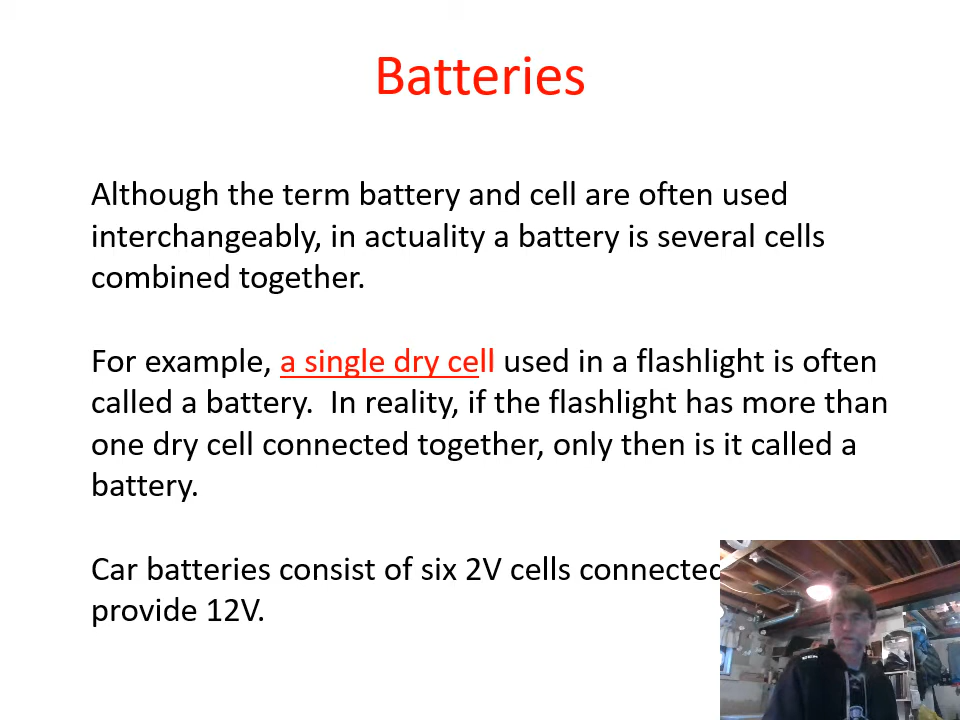 Batteries
Although the term battery and cell are often used
interchangeably, in actuality a battery is several cells
combined together.
For example, a single dry cell used in a flashlight is often
called a battery.  In reality, if the flashlight has more than
one dry cell connected together, only then is it called a
battery.
Car batteries consist of six 2V cells connected
provide 12V.